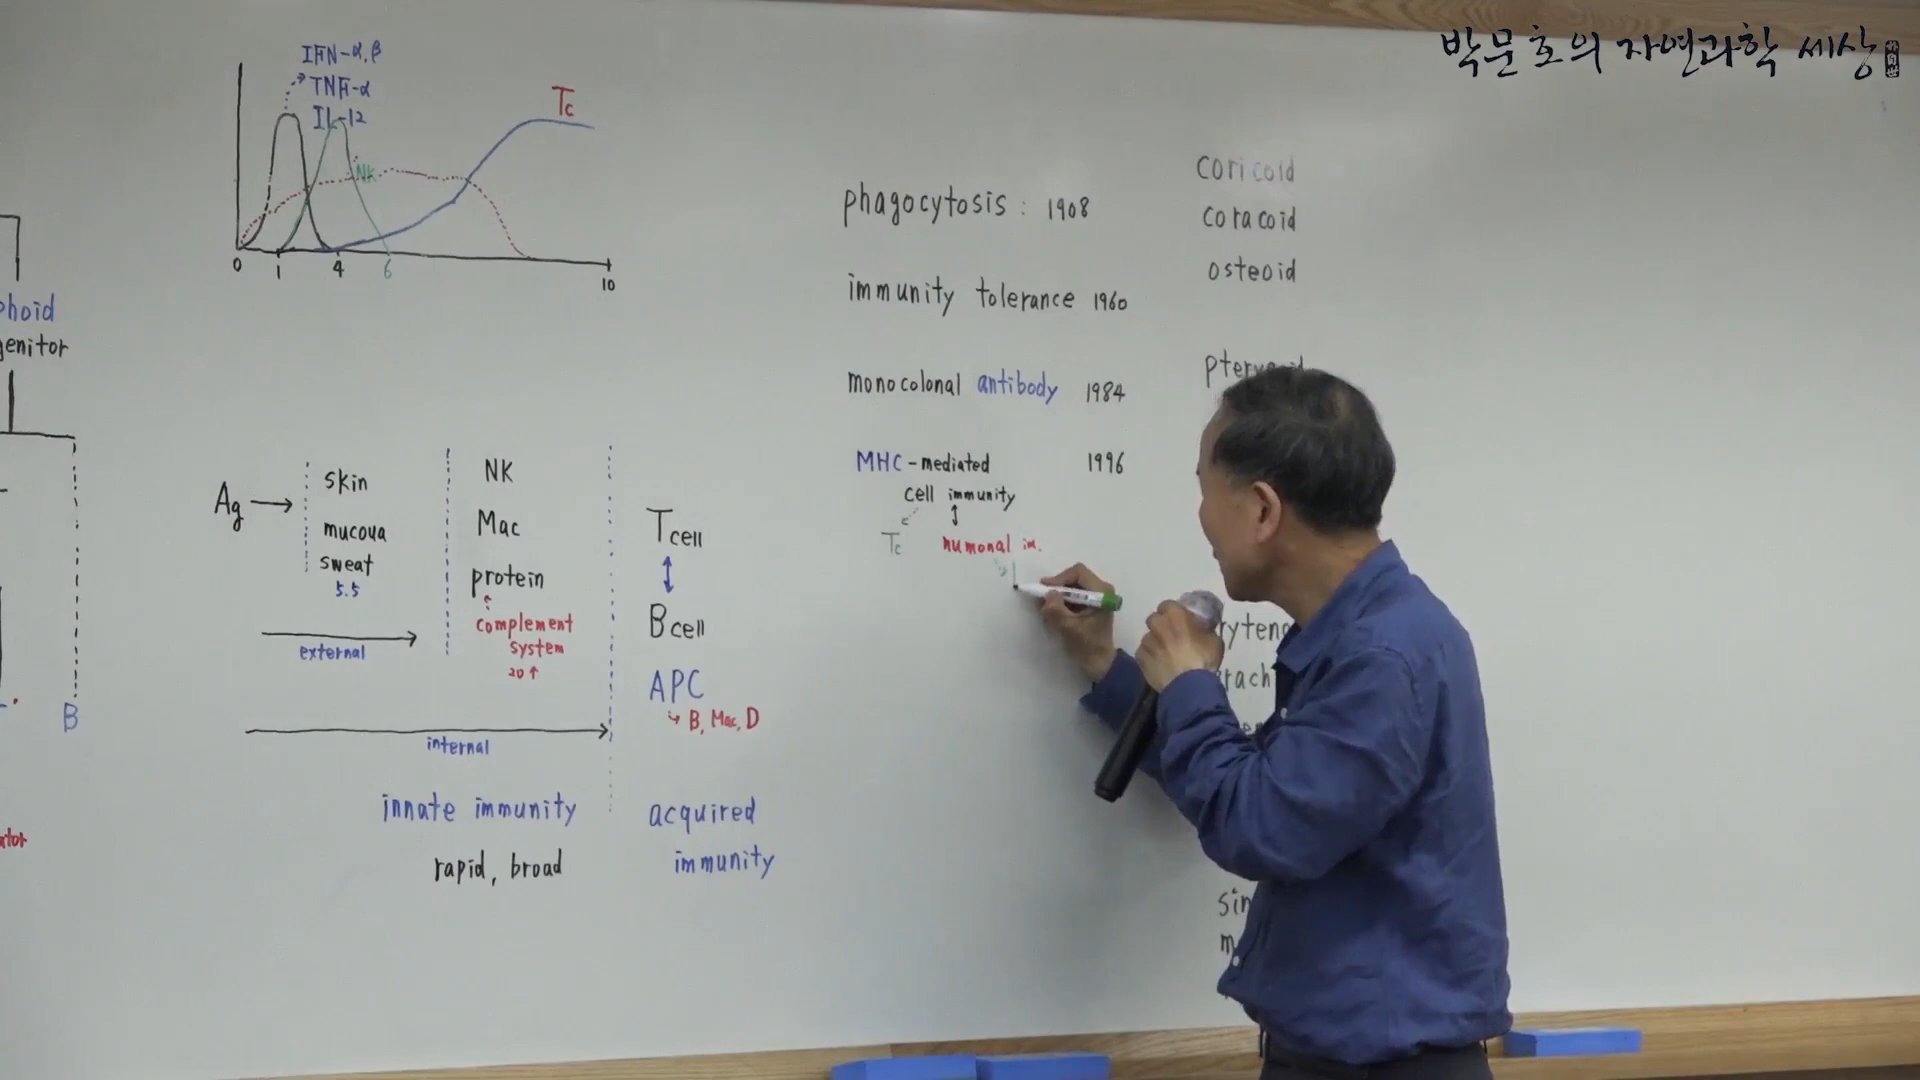 박문호의 자연과학 세상
IFN-α.β
TNF-α
IL-12
Tc
NK
0 1 4 6 10
phoid
genitor
B
ator
Ag →
skin
mucoua
sweat
5.5
external
NK
Mac
protein
complement
system
20↑
internal
T cell
B cell
APC
B, Mac, D
innate immunity
rapid, broad
acquired
immunity
phagocytosis : 1908
immunity tolerance 1960
monocolonal antibody 1984
MHC-mediated 1996
cell immunity
Tc
humonal im.
coricoid
coracoid
osteoid